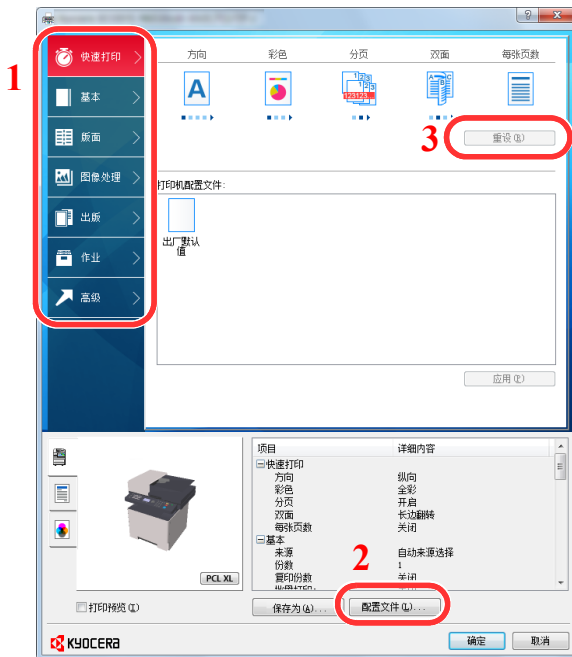 1
快速打印
基本
版面
图像处理
出版
作业
高级
方向 彩色 分页 双面 每张页数
A
123
123123
A B C
3
重设(R)
打印机配置文件:
出厂默认
值
应用(P)
项目 详细内容
快速打印
方向 纵向
彩色 全彩
分页 开启
双面 长边翻转
每张页数 关闭
基本
来源 自动来源选择
份数 1
复印份数 关闭
2
PCL XL
打印预览(I)
保存为(A)...
配置文件(L)...
KYOCERA
确定
取消